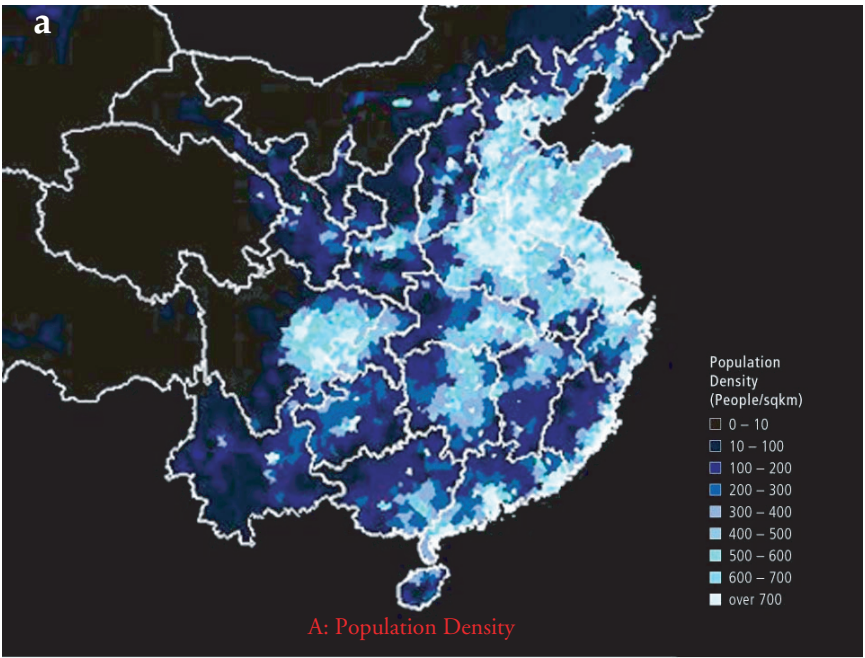 a
Population
Density
(People/sqkm)
0 – 10
10 – 100
100 – 200
200 – 300
300 – 400
400 – 500
500 – 600
600 – 700
over 700
A: Population Density